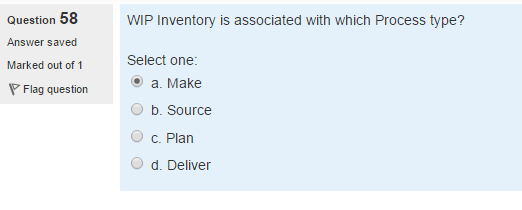 Question 58
Answer saved
Marked out of 1
Flag question
WIP Inventory is associated with which Process type?
Select one:
a. Make
b. Source
c. Plan
d. Deliver